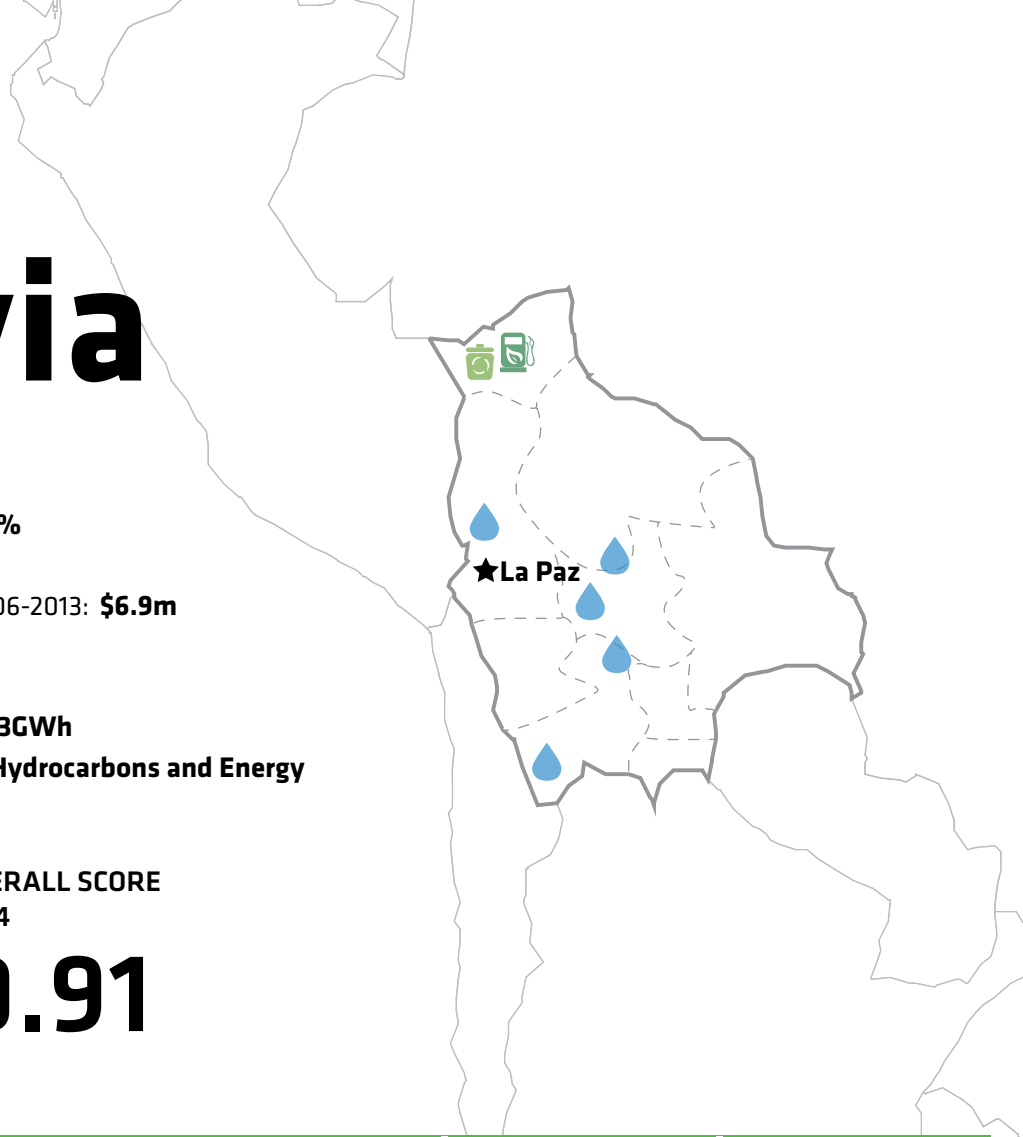 via
La Paz
%
06-2013: $6.9m
3GWh
Hydrocarbons and Energy
ERALL SCORE
4
0.91